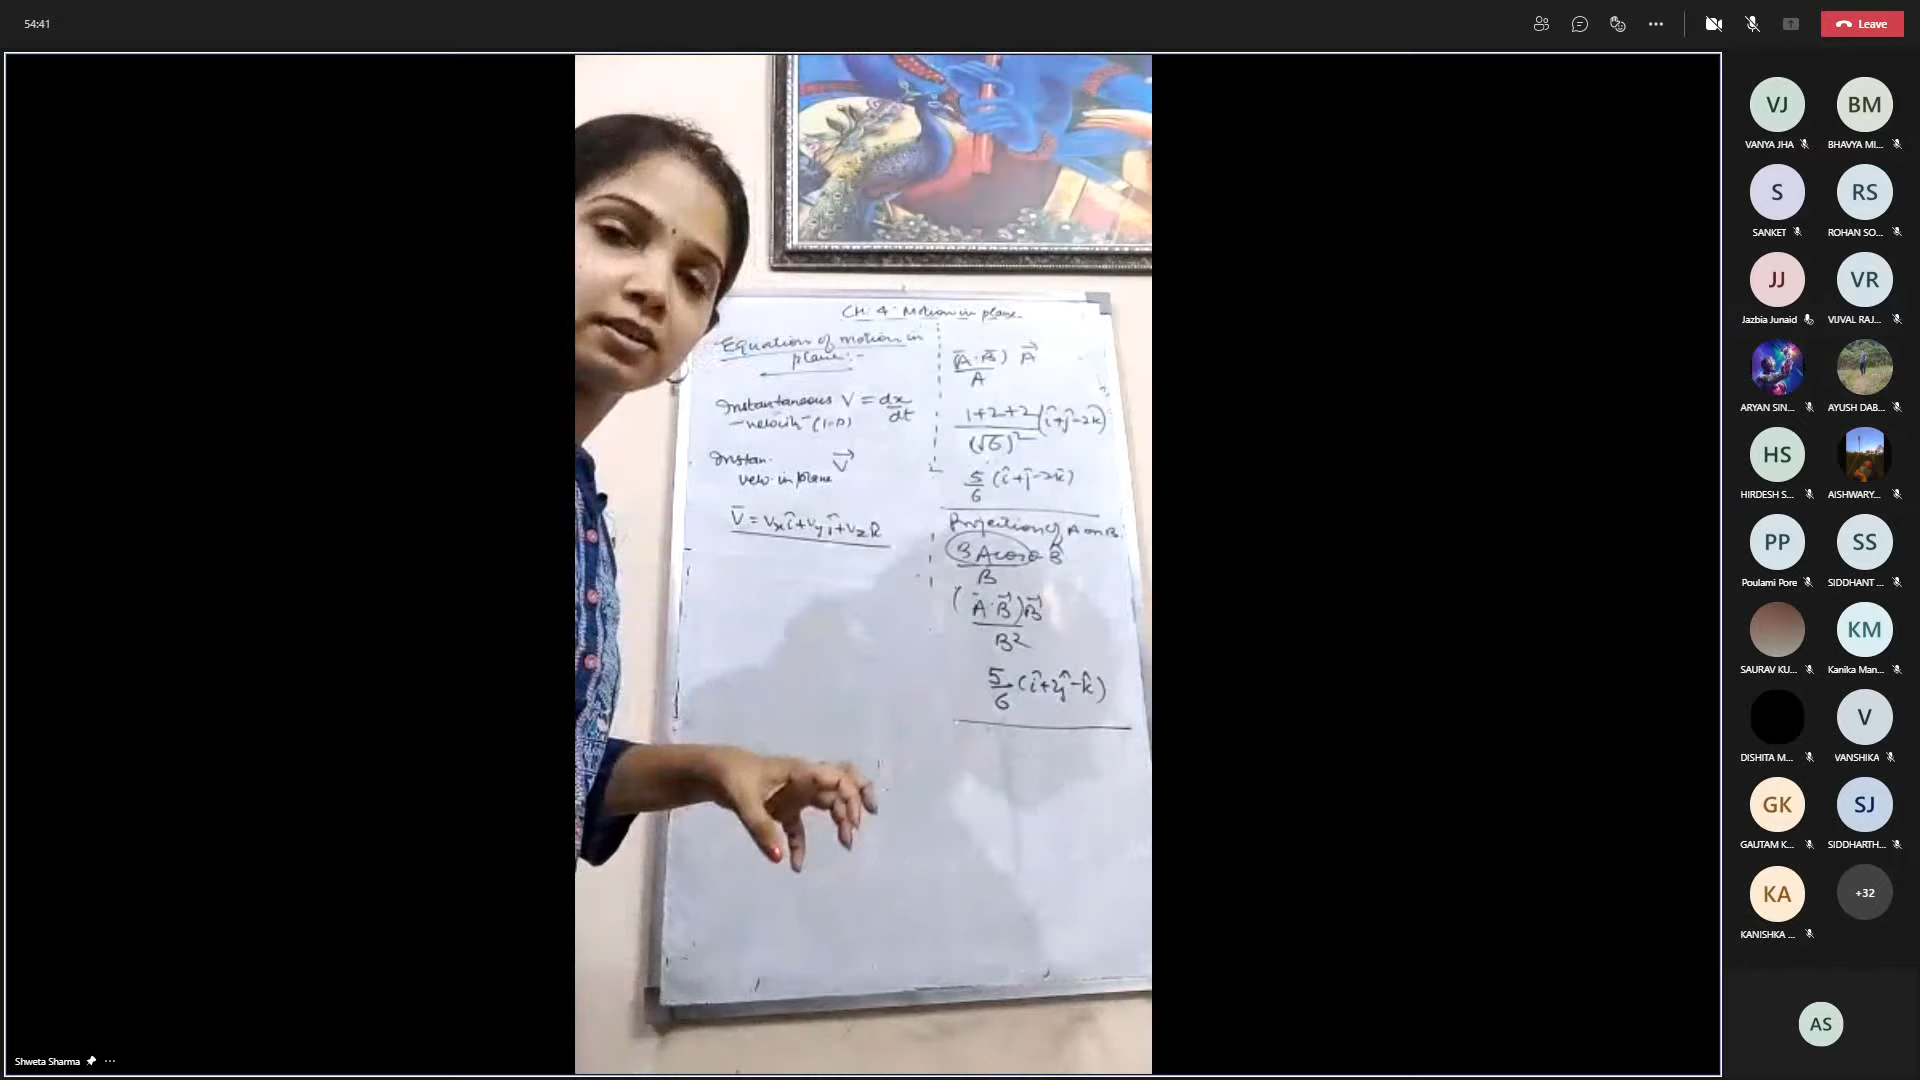 54:41
Leave
CH. 4. Motion in plane
Equation of motion in
plane:-
Instantaneous V = dx/dt
velocity (1-D)
Instan.
velo. in plane V⃗
V̄ = Vxî+Vyĵ+Vzk̂
(A̅·B̅) A⃗
A
1+2+2 (î+ĵ-2k̂)
(√6)²
5/6 (î+ĵ-2k̂)
Projection of A on B.
B A cosθ B̂
B
(A⃗·B⃗)B⃗
B²
5/6 (î+2ĵ-k̂)
VJ
VANYA JHA
BM
BHAVYA MI...
S
SANKET
RS
ROHAN SO...
JJ
Jazbia Junaid
VR
VIJVAL RAJ...
ARYAN SIN...
AYUSH DAB...
HS
HIRDESH S...
AISHWARY...
PP
Poulami Pore
SS
SIDDHANT ...
SAURAV KU...
KM
Kanika Man...
DISHITA M...
V
VANSHIKA
GK
GAUTAM K...
SJ
SIDDHARTH...
KA
KANISHKA ...
+32
AS
Shweta Sharma